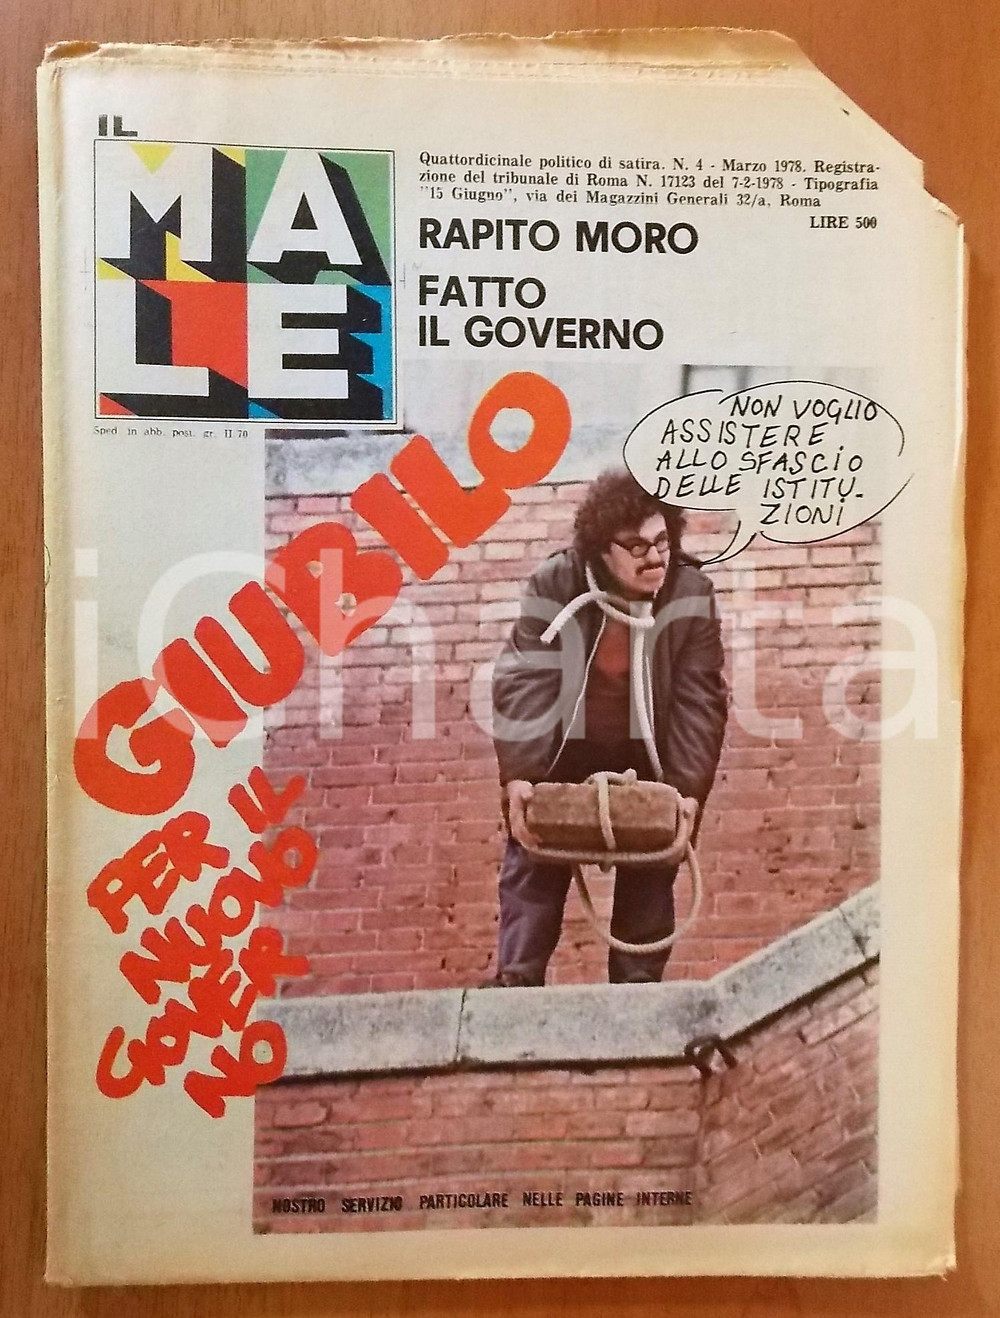 IL
MALE
Quattordicinale politico di satira. N. 4 - Marzo 1978. Registra-
zione del tribunale di Roma N. 17123 del 7-2-1978 - Tipografia
"15 Giugno", via dei Magazzini Generali 32/a, Roma
LIRE 500
RAPITO MORO
FATTO
IL GOVERNO
Sped. in abb. post. gr. II 70
NON VOGLIO
ASSISTERE
ALLO SFASCIO
DELLE ISTITU-
ZIONI
GIUBILO
PER IL
NUOVO
GOVER
NO
iCharta
NOSTRO SERVIZIO PARTICOLARE NELLE PAGINE INTERNE